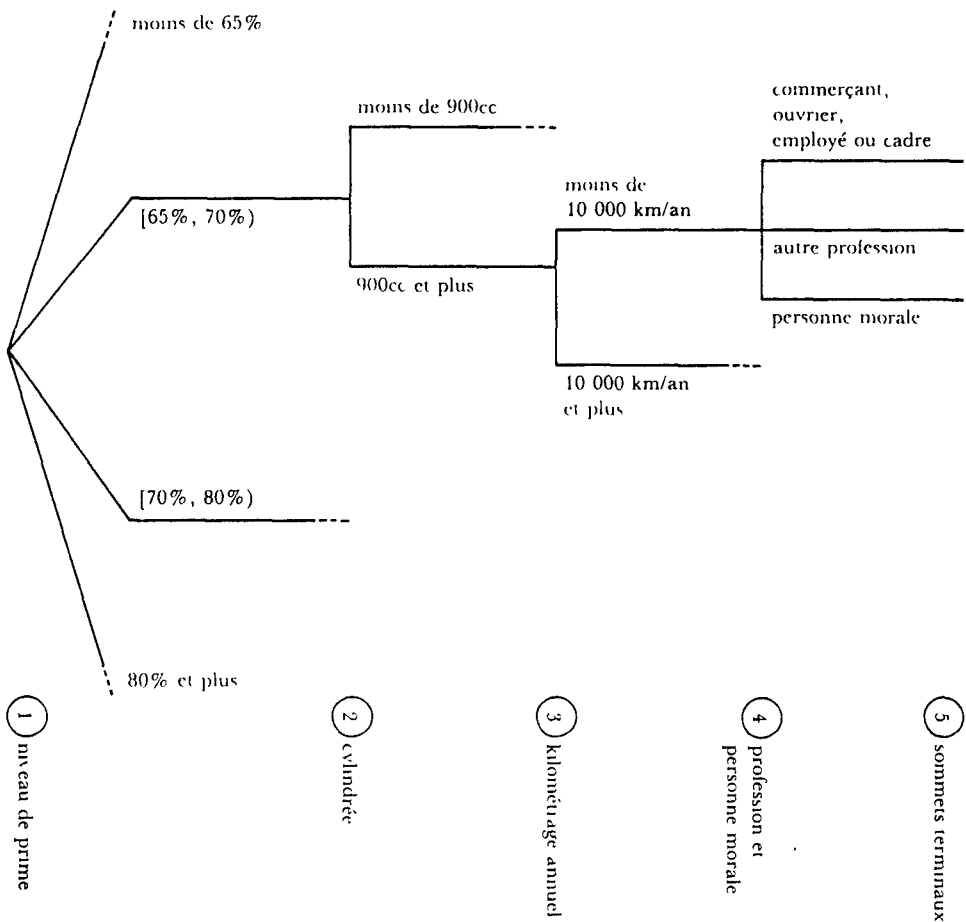 moins de 65%
commerçant,
ouvrier,
employé ou cadre
moins de 900cc
moins de
10 000 km/an
[65%, 70%)
autre profession
900cc et plus
personne morale
10 000 km/an
et plus
[70%, 80%)
80% et plus
1 niveau de prime
2 cylindrée
3 kilométrage annuel
4 profession et
personne morale
5 sommets terminaux